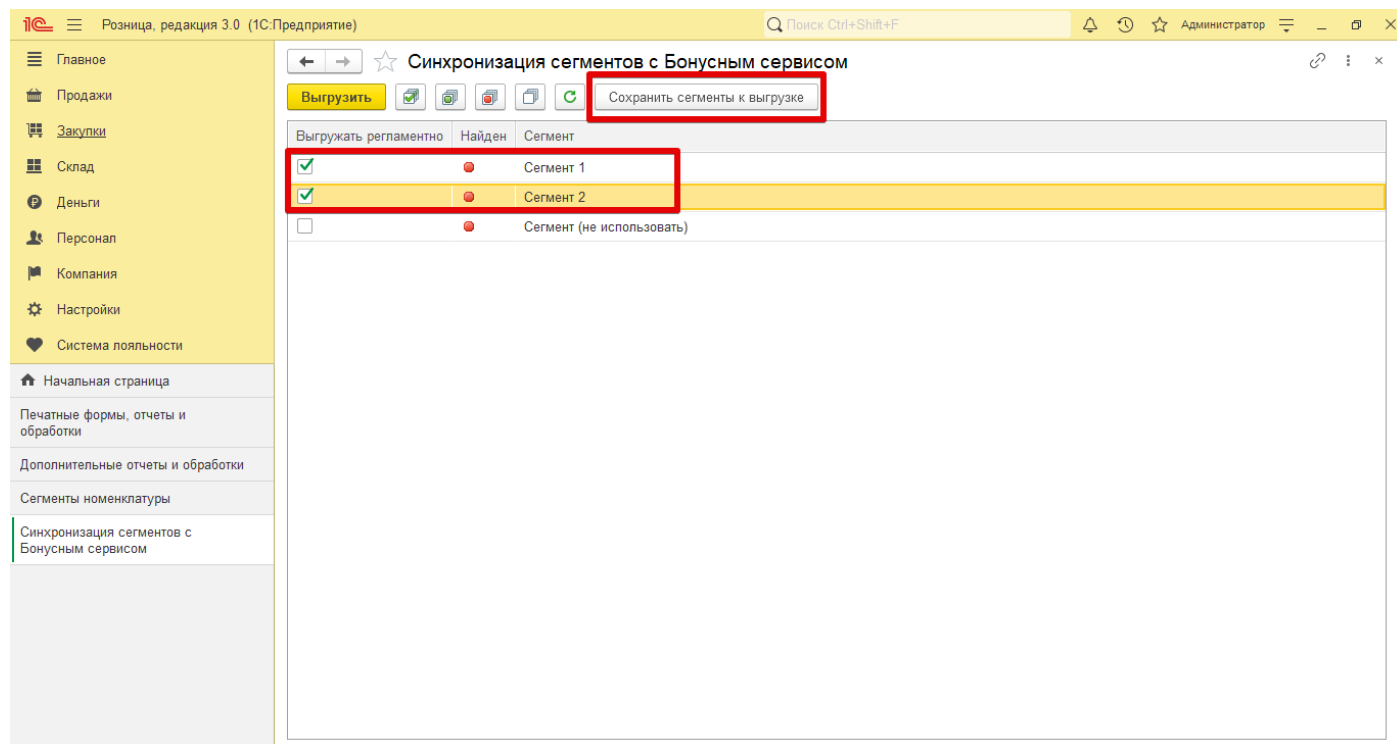 1С Розница, редакция 3.0 (1С:Предприятие) Поиск Ctrl+Shift+F Администратор
Главное
Продажи
Закупки
Склад
Деньги
Персонал
Компания
Настройки
Система лояльности
Начальная страница
Печатные формы, отчеты и
обработки
Дополнительные отчеты и обработки
Сегменты номенклатуры
Синхронизация сегментов с
Бонусным сервисом
Синхронизация сегментов с Бонусным сервисом
Выгрузить Сохранить сегменты к выгрузке
Выгружать регламентно Найден Сегмент
Сегмент 1
Сегмент 2
Сегмент (не использовать)